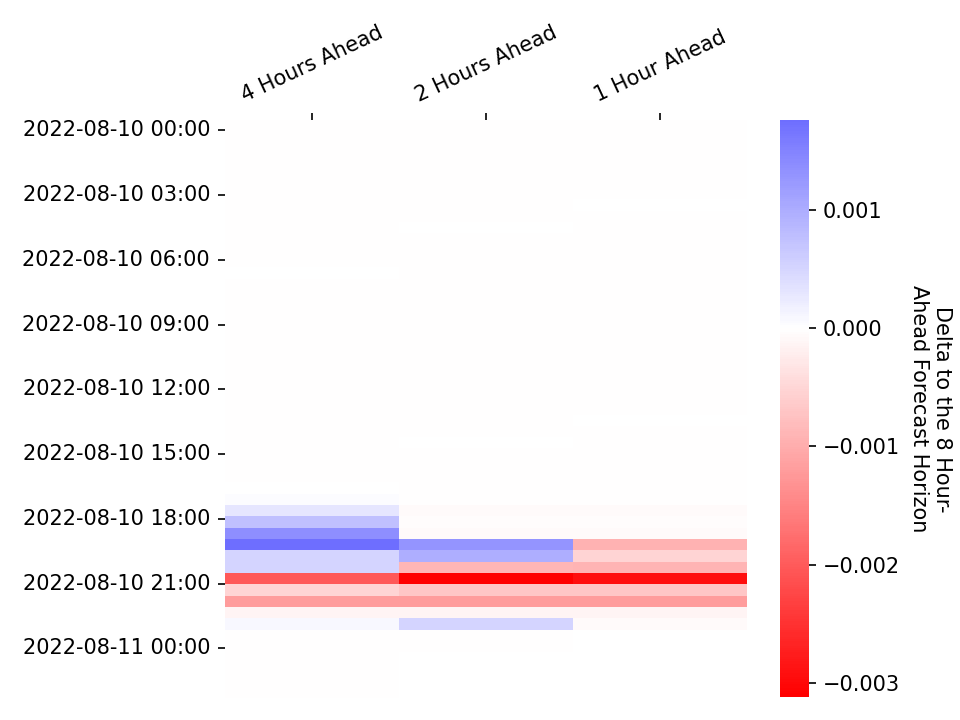 4 Hours Ahead
2 Hours Ahead
1 Hour Ahead
2022-08-10 00:00
2022-08-10 03:00
2022-08-10 06:00
2022-08-10 09:00
2022-08-10 12:00
2022-08-10 15:00
2022-08-10 18:00
2022-08-10 21:00
2022-08-11 00:00
0.001
0.000
−0.001
−0.002
−0.003
Delta to the 8 Hour-
Ahead Forecast Horizon